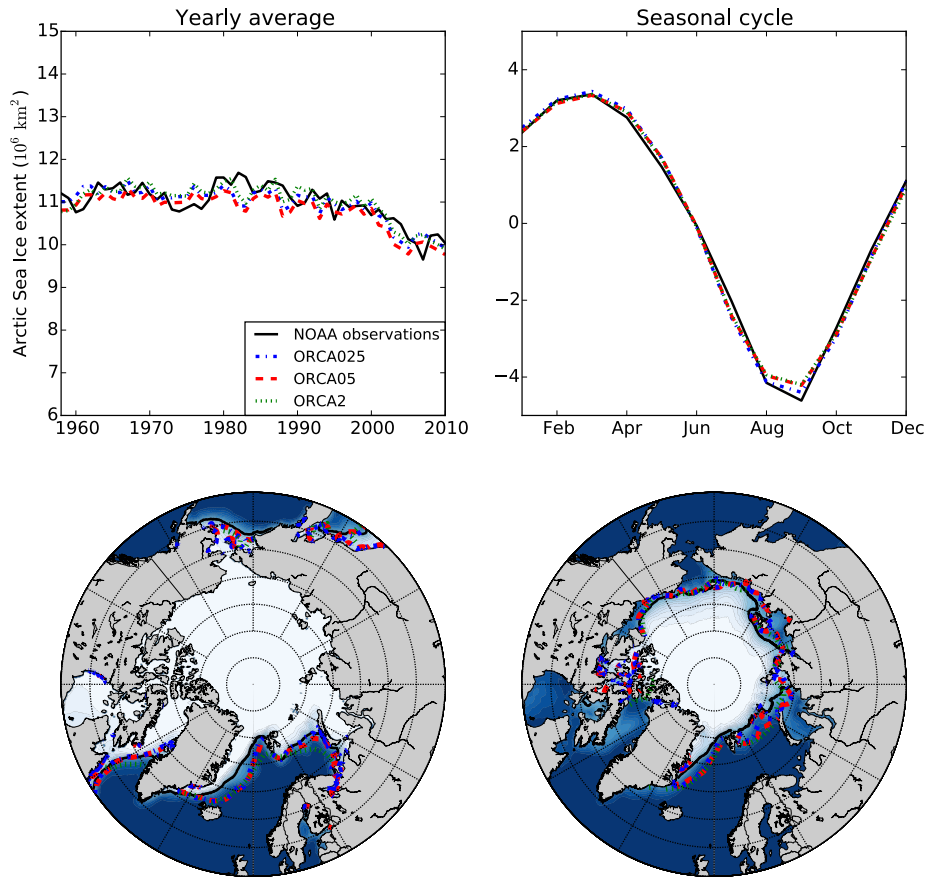 Yearly average
Seasonal cycle
Arctic Sea Ice extent (10⁶ km²)
15
14
13
12
11
10
9
8
7
6
1960 1970 1980 1990 2000 2010
NOAA observations
ORCA025
ORCA05
ORCA2
4
2
0
−2
−4
Feb Apr Jun Aug Oct Dec